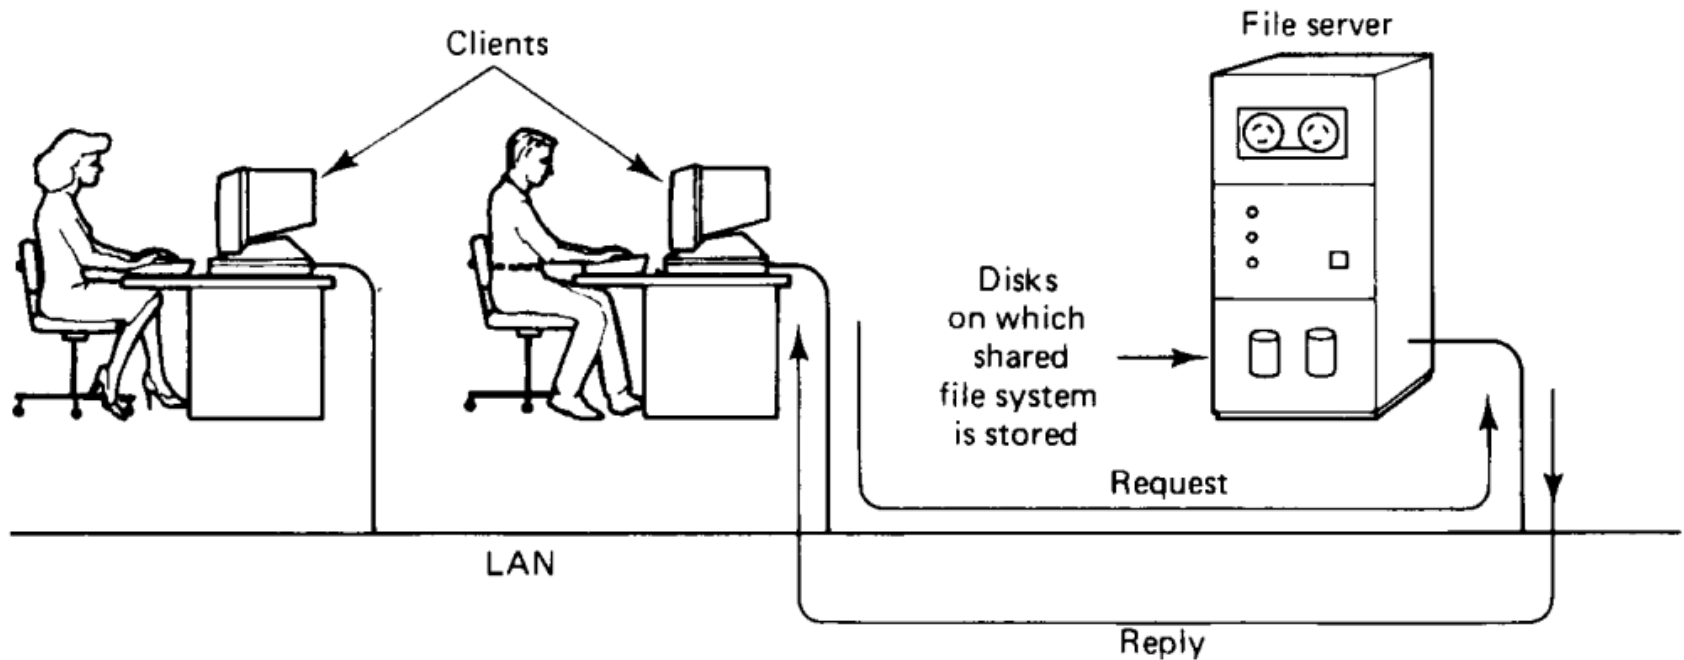 File server
Clients
Disks
on which
shared
file system
is stored
Request
LAN
Reply